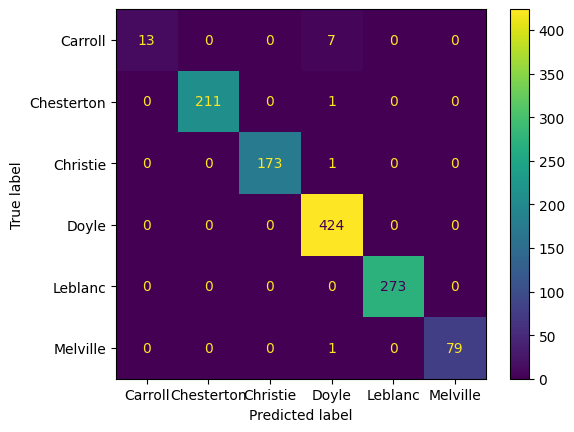 Carroll 13 0 0 7 0 0
Chesterton 0 211 0 1 0 0
Christie 0 0 173 1 0 0
Doyle 0 0 0 424 0 0
Leblanc 0 0 0 0 273 0
Melville 0 0 0 1 0 79
Carroll Chesterton Christie Doyle Leblanc Melville
Predicted label
True label
400
350
300
250
200
150
100
50
0